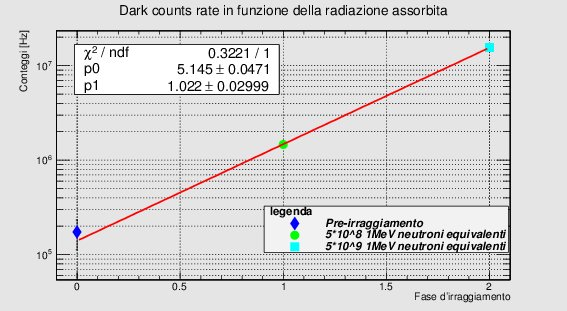 Dark counts rate in funzione della radiazione assorbita
Conteggi [Hz]
χ² / ndf 0.3221 / 1
p0 5.145 ± 0.0471
p1 1.022 ± 0.02999
10⁷
10⁶
10⁵
legenda
Pre-irraggiamento
5*10^8 1MeV neutroni equivalenti
5*10^9 1MeV neutroni equivalenti
0 0.5 1 1.5 2
Fase d'irraggiamento